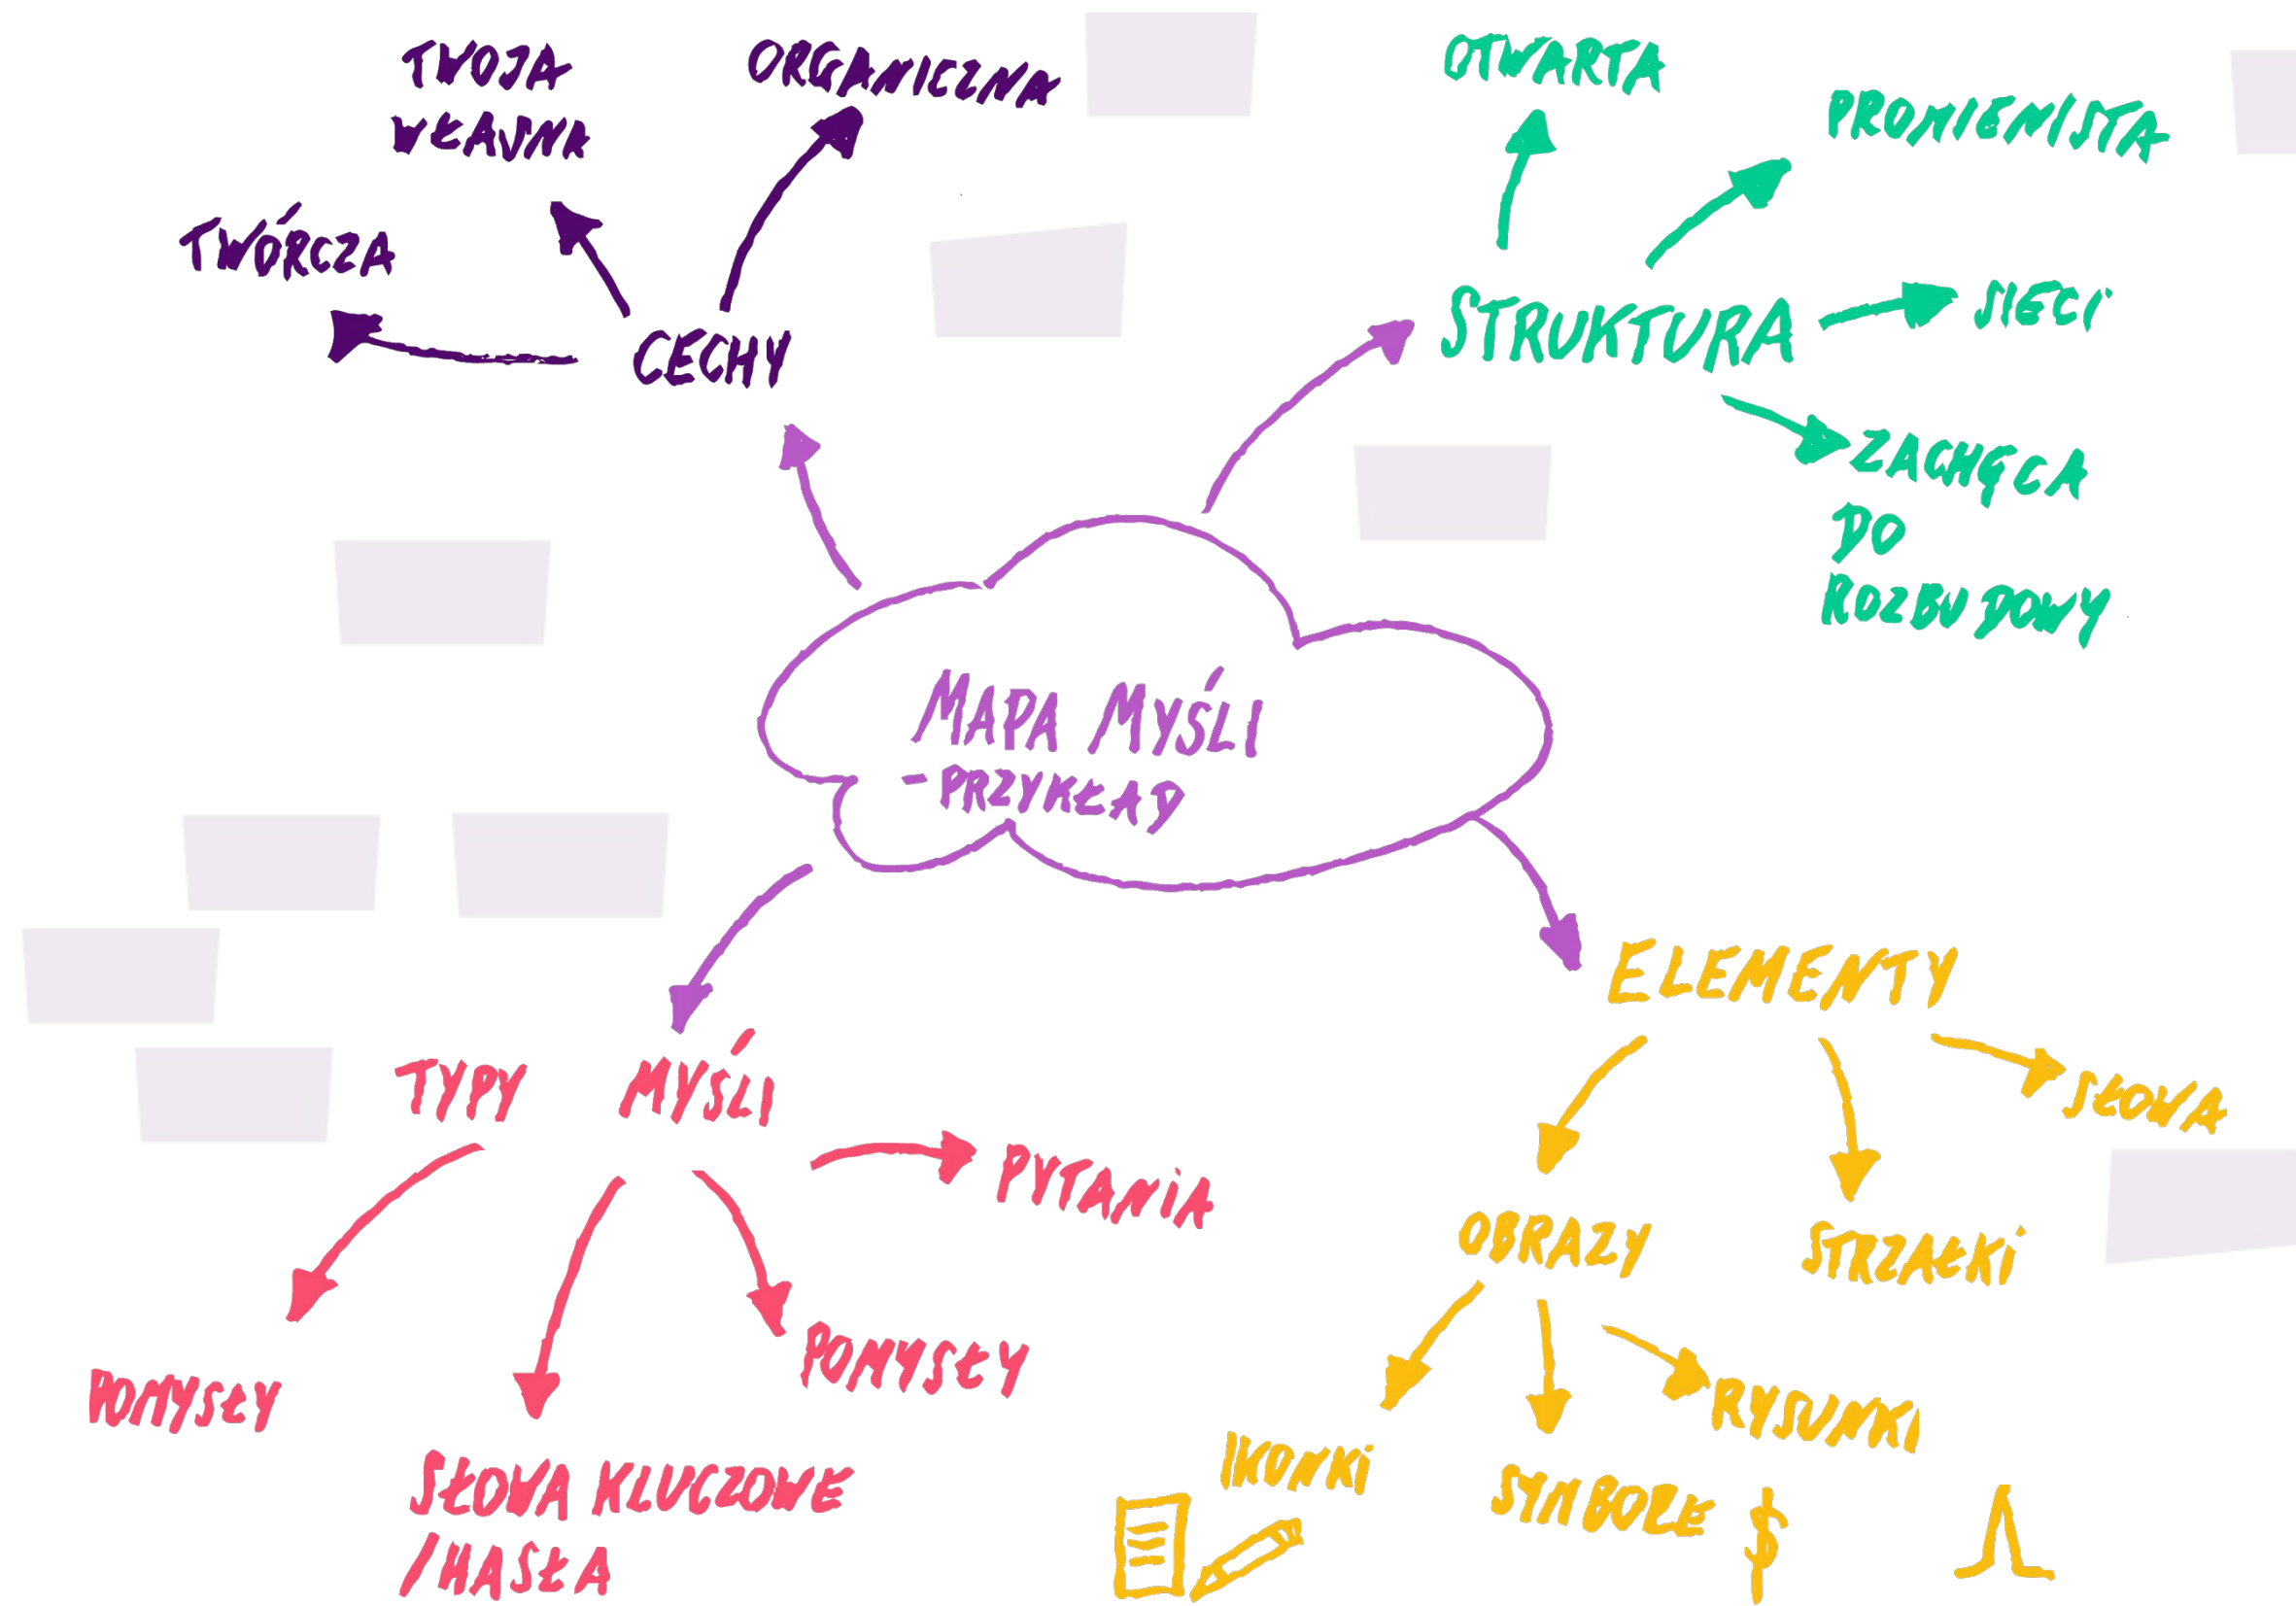 TWOJA
WŁADNA
ORGANICZNA
TWÓRCZA
CECHY
OTWARTA
PROMIENISTA
STRUKTURA
SIECI
ZACHĘCA
DO
ROZBUDOWY
MAPA MYŚLI
- PRZYKŁAD
TYPY MYŚLI
PYTANIA
POMYSŁY
POMYSŁY
SŁOWA KLUCZOWE
/HASŁA
ELEMENTY
SŁOWA
OBRAZY
STRZAŁKI
IKONKI
SYMBOLE
RYSUNKI
$